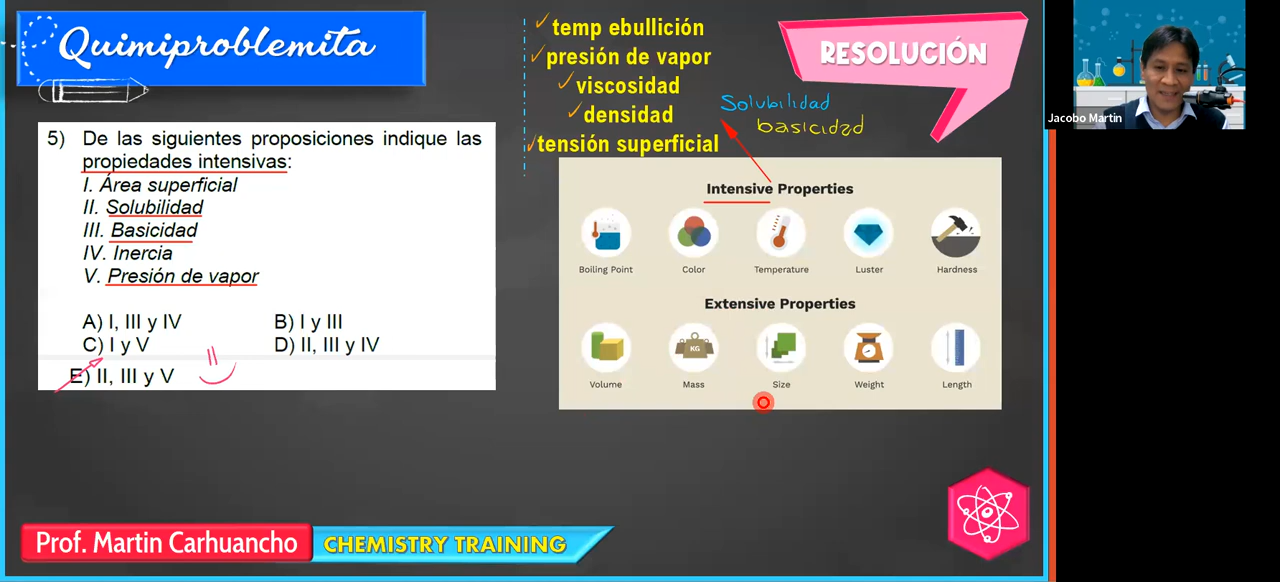 Quimiproblemita
5) De las siguientes proposiciones indique las
propiedades intensivas:
I. Área superficial
II. Solubilidad
III. Basicidad
IV. Inercia
V. Presión de vapor
A) I, III y IV B) I y III
C) I y V D) II, III y IV
E) II, III y V
temp ebullición
presión de vapor
viscosidad
densidad
tensión superficial
Solubilidad
basicidad
RESOLUCIÓN
Intensive Properties
Boiling Point Color Temperature Luster Hardness
Extensive Properties
KG
Volume Mass Size Weight Length
Jacobo Martin
Prof. Martin Carhuancho
CHEMISTRY TRAINING